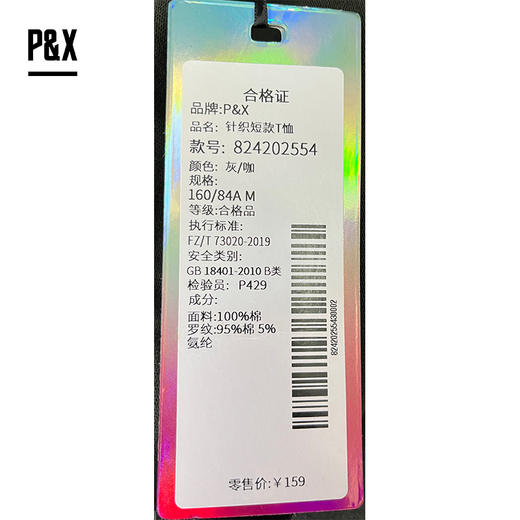 P&X
合格证
品牌:P&X
品名: 针织短款T恤
款号: 824202554
颜色: 灰/咖
规格:
160/84A M
等级:合格品
执行标准:
FZ/T 73020-2019
安全类别:
GB 18401-2010 B类
检验员: P429
成分:
面料:100%棉
罗纹:95%棉 5%
氨纶
82420255430002
零售价:￥159